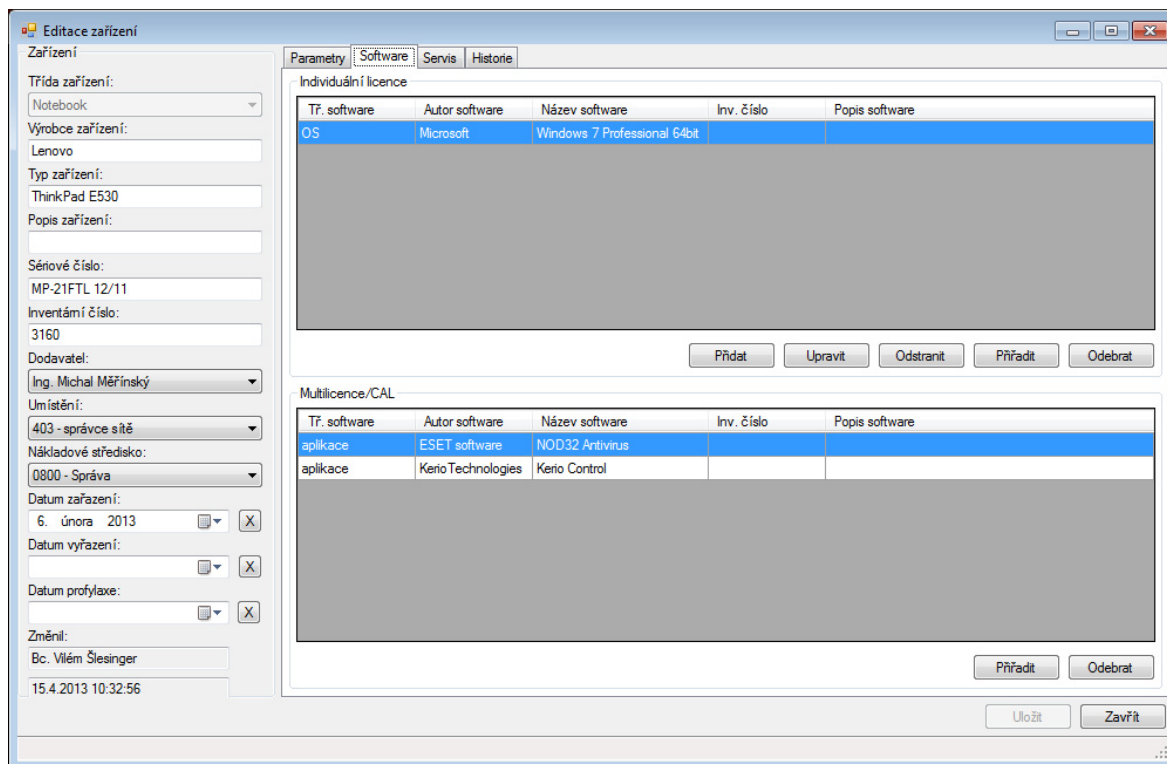 Editace zařízení
Zařízení
Třída zařízení:
Notebook
Výrobce zařízení:
Lenovo
Typ zařízení:
ThinkPad E530
Popis zařízení:
Sériové číslo:
MP-21FTL 12/11
Inventární číslo:
3160
Dodavatel:
Ing. Michal Měřínský
Umístění:
403 - správce sítě
Nákladové středisko:
0800 - Správa
Datum zařazení:
6. února 2013 X
Datum vyřazení:
X
Datum profylaxe:
X
Změnil:
Bc. Vilém Šlesinger
15.4.2013 10:32:56
Parametry Software Servis Historie
Individuální licence
Tř. software Autor software Název software Inv. číslo Popis software
OS Microsoft Windows 7 Professional 64bit
Přidat Upravit Odstranit Přiřadit Odebrat
Multilicence/CAL
Tř. software Autor software Název software Inv. číslo Popis software
aplikace ESET software NOD32 Antivirus
aplikace Kerio Technologies Kerio Control
Přiřadit Odebrat
Uložit Zavřít